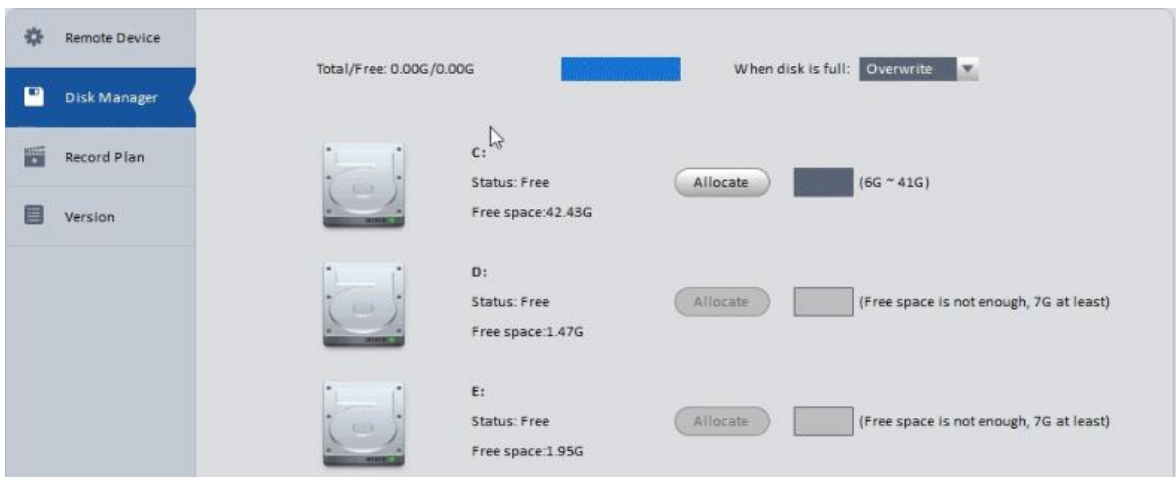 Remote Device
Disk Manager
Record Plan
Version
Total/Free: 0.00G/0.00G
When disk is full: Overwrite
C:
Status: Free
Allocate (6G ~ 41G)
Free space:42.43G
D:
Status: Free
Allocate (Free space is not enough, 7G at least)
Free space:1.47G
E:
Status: Free
Allocate (Free space is not enough, 7G at least)
Free space:1.95G